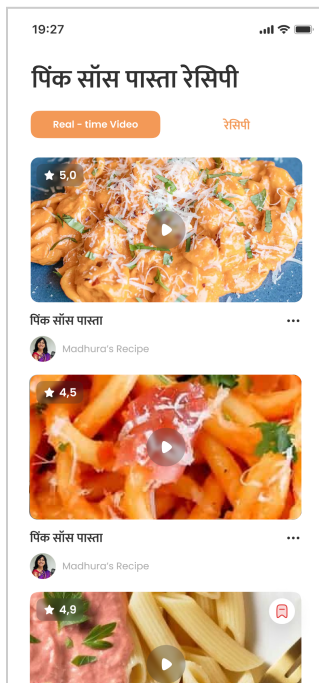 19:27
पिंक सॉस पास्ता रेसिपी
Real - time Video
रेसिपी
5,0
पिंक सॉस पास्ता
Madhura's Recipe
4,5
पिंक सॉस पास्ता
Madhura's Recipe
4,9